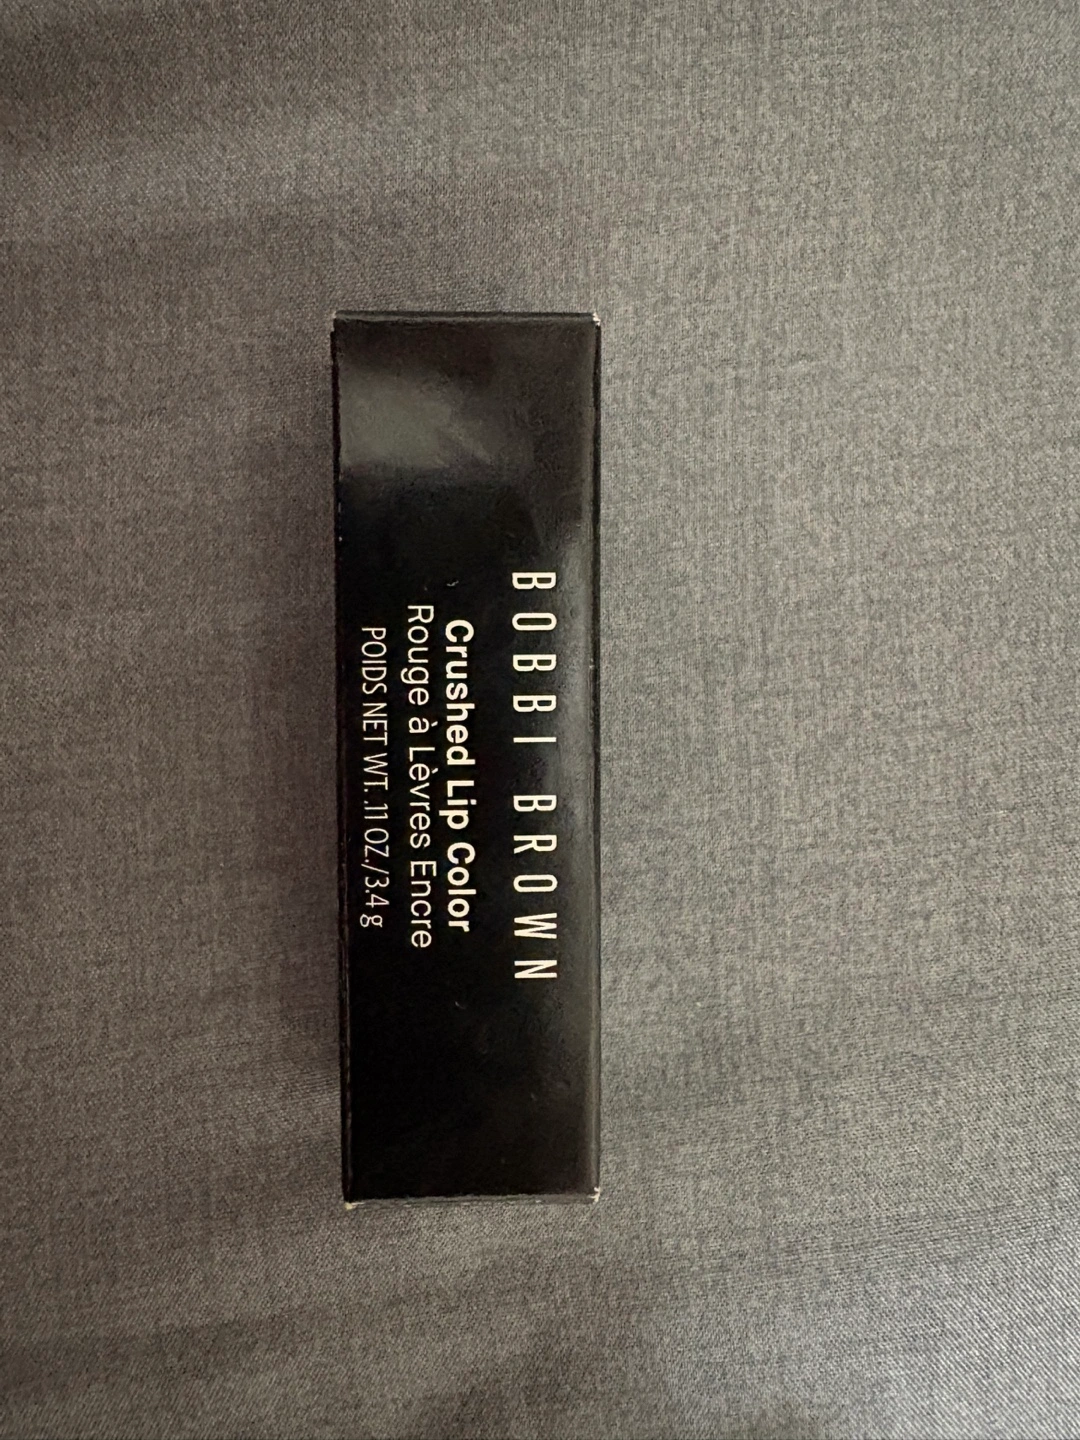 BOBBI BROWN
Crushed Lip Color
Rouge à Lèvres Encre
POIDS NET WT. .11 OZ./3.4 g